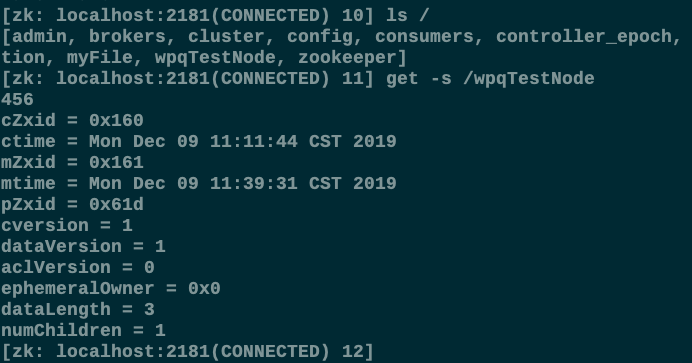 [zk: localhost:2181(CONNECTED) 10] ls /
[admin, brokers, cluster, config, consumers, controller_epoch,
tion, myFile, wpqTestNode, zookeeper]
[zk: localhost:2181(CONNECTED) 11] get -s /wpqTestNode
456
cZxid = 0x160
ctime = Mon Dec 09 11:11:44 CST 2019
mZxid = 0x161
mtime = Mon Dec 09 11:39:31 CST 2019
pZxid = 0x61d
cversion = 1
dataVersion = 1
aclVersion = 0
ephemeralOwner = 0x0
dataLength = 3
numChildren = 1
[zk: localhost:2181(CONNECTED) 12]